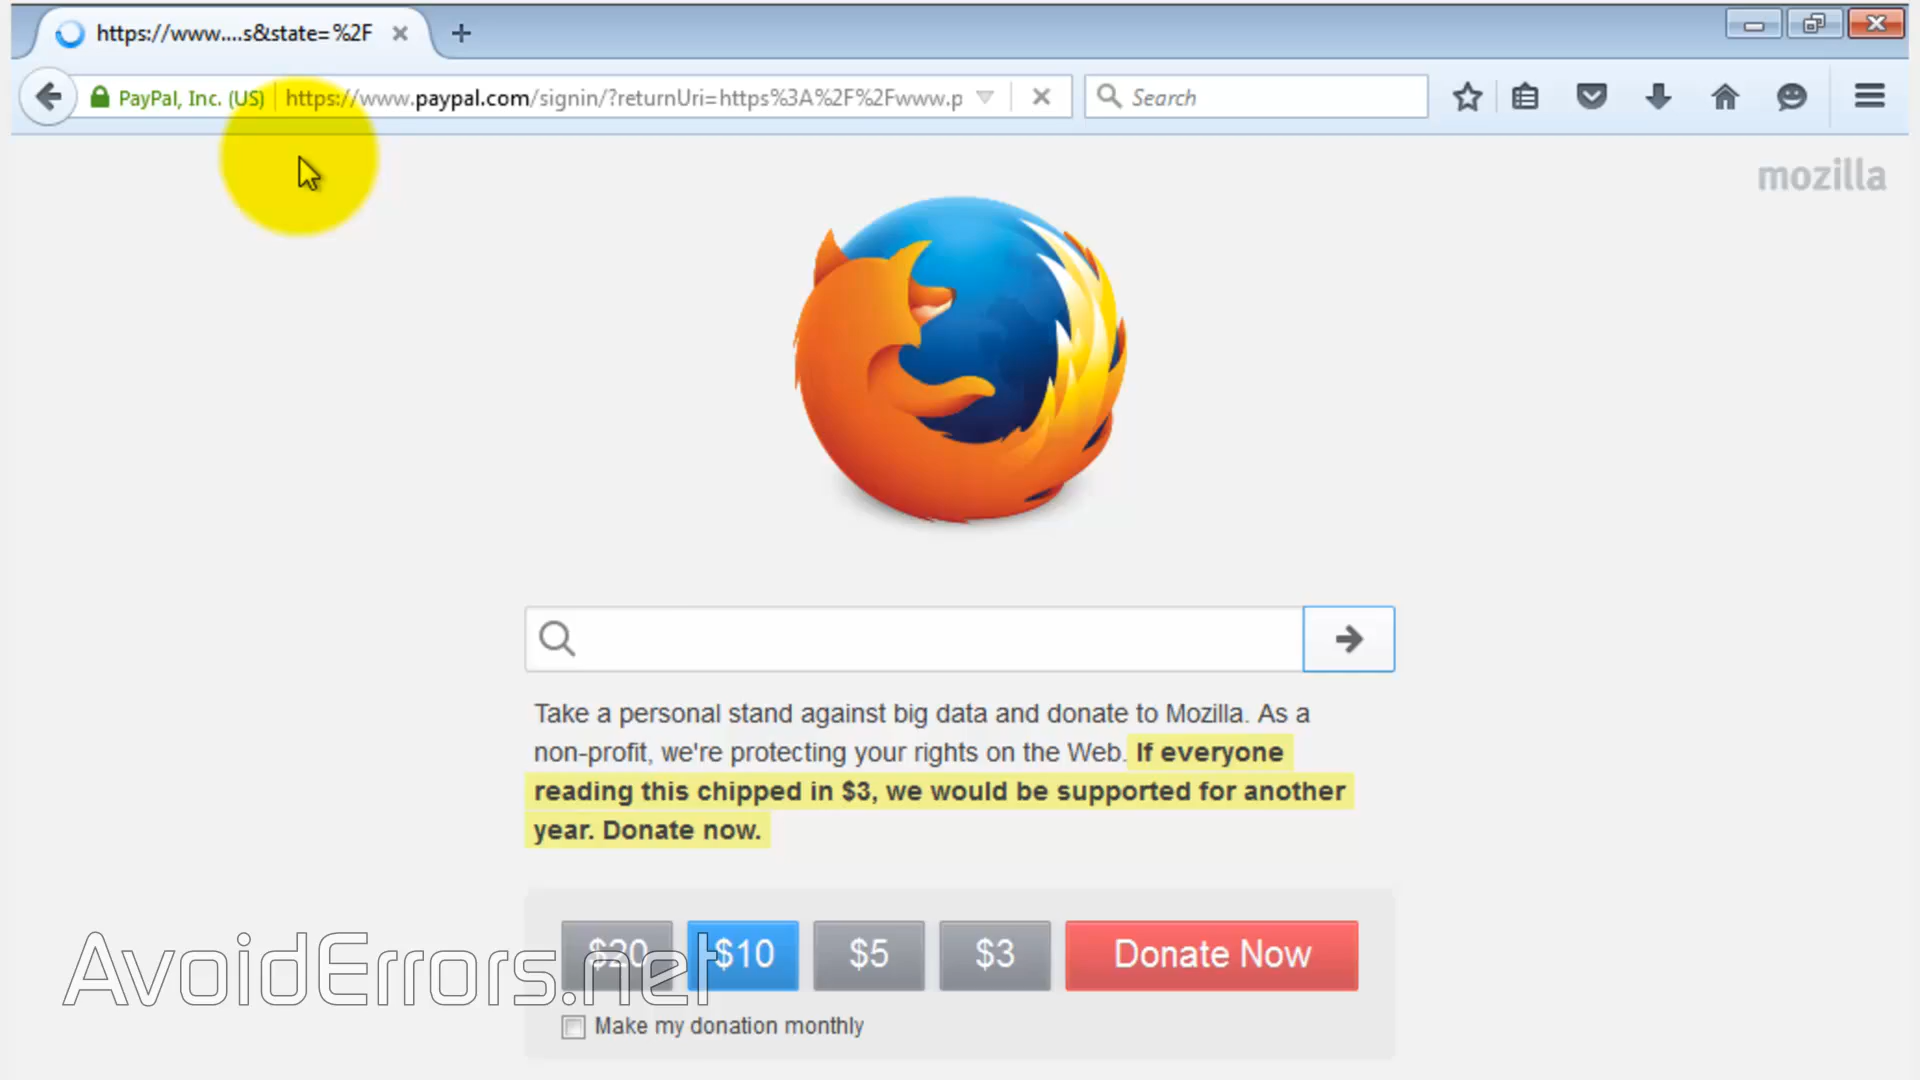 https://www....s&state=%2F
PayPal, Inc. (US) https://www.paypal.com/signin/?returnUri=https%3A%2F%2Fwww.p
Search
mozilla
Take a personal stand against big data and donate to Mozilla. As a
non-profit, we're protecting your rights on the Web. If everyone
reading this chipped in $3, we would be supported for another
year. Donate now.
$20 $10 $5 $3 Donate Now
AvoidErrors.net
Make my donation monthly